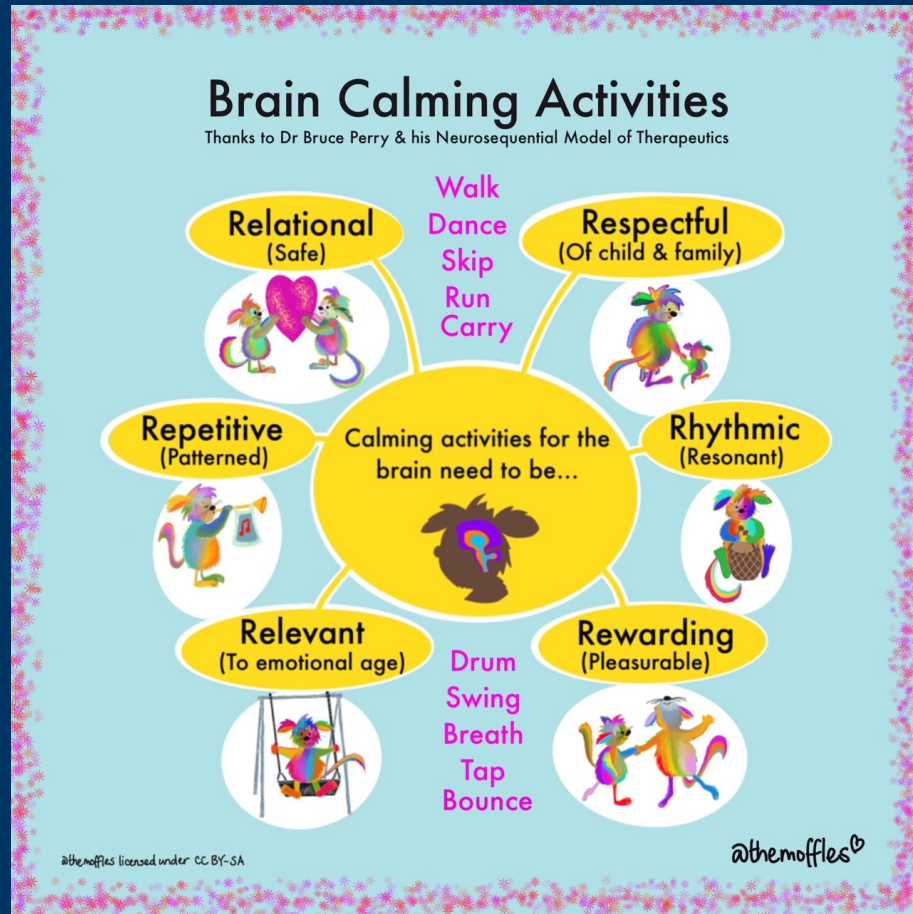 Brain Calming Activities
Thanks to Dr Bruce Perry & his Neurosequential Model of Therapeutics
Walk
Dance
Skip
Run
Carry
Relational
(Safe)
Respectful
(Of child & family)
Repetitive
(Patterned)
Calming activities for the
brain need to be...
Rhythmic
(Resonant)
Relevant
(To emotional age)
Rewarding
(Pleasurable)
Drum
Swing
Breath
Tap
Bounce
@themoffles licensed under CC BY-SA
@themoffles